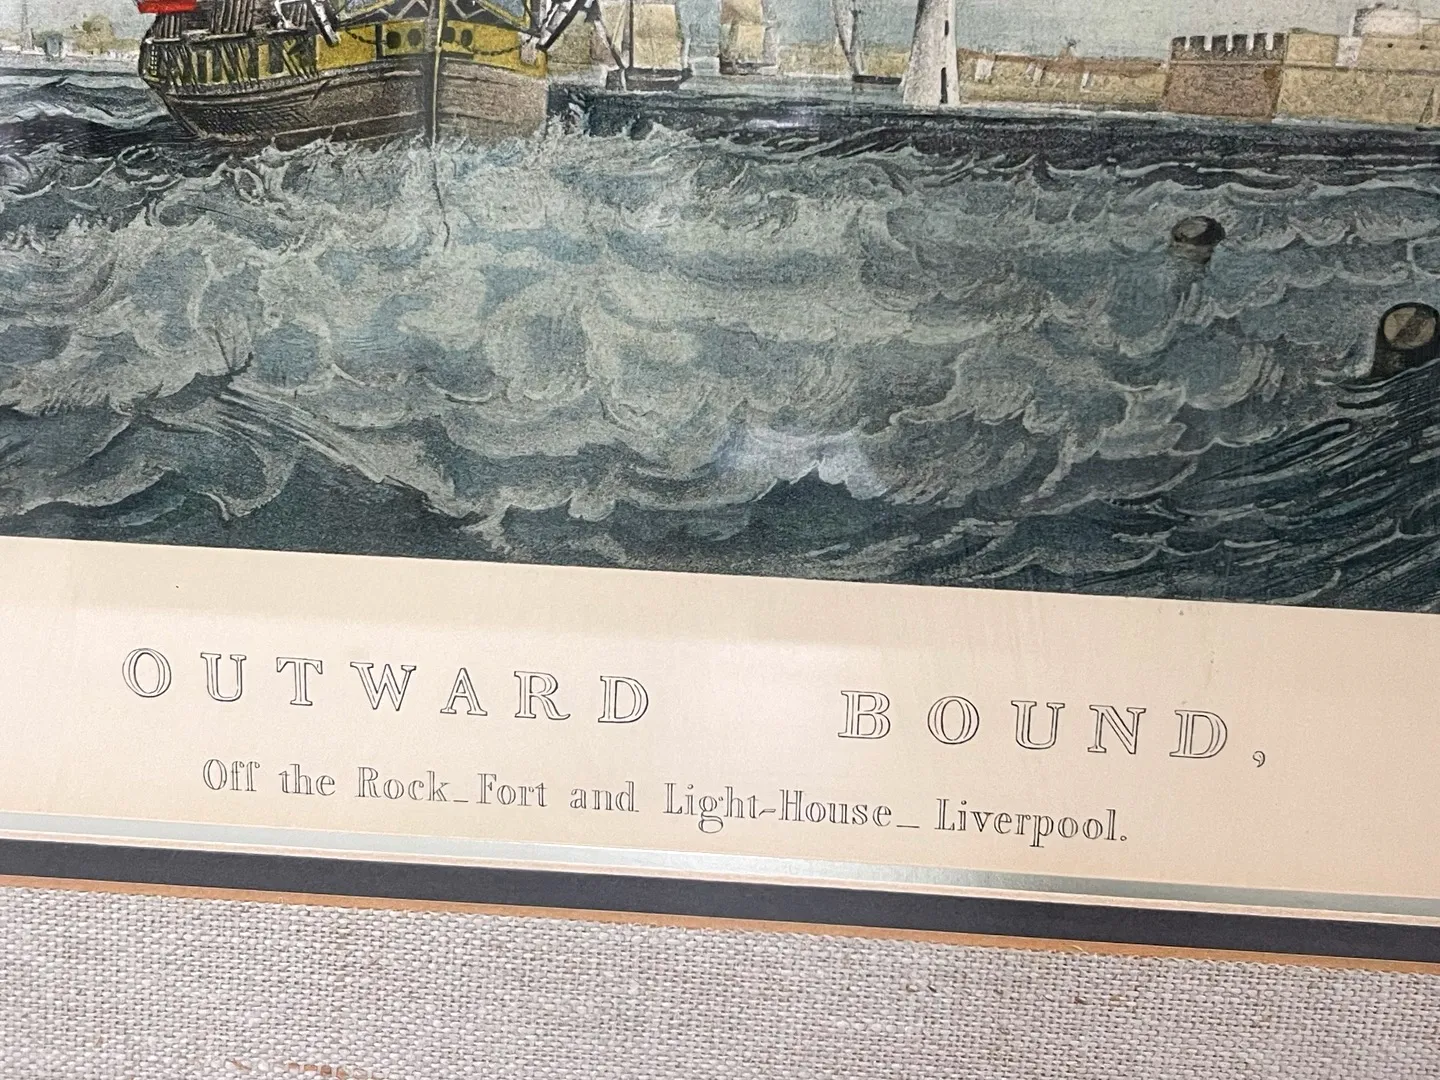 OUTWARD BOUND,
Off the Rock_Fort and Light-House_ Liverpool.